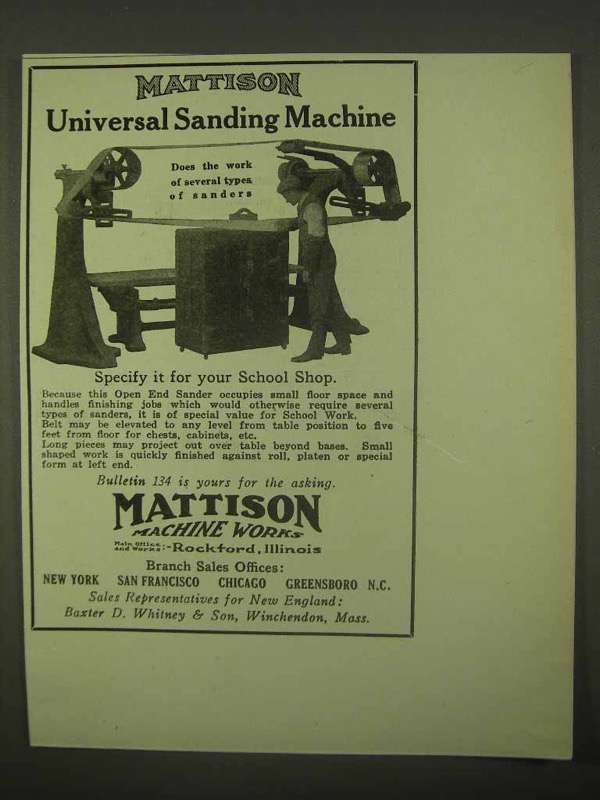 MATTISON
Universal Sanding Machine
Does the work
of several types
of sanders
Specify it for your School Shop.
Because this Open End Sander occupies small floor space and
handles finishing jobs which would otherwise require several
types of sanders, it is of special value for School Work.
Belt may be elevated to any level from table position to five
feet from floor for chests, cabinets, etc.
Long pieces may project out over table beyond bases. Small
shaped work is quickly finished against roll, platen or special
form at left end.
Bulletin 134 is yours for the asking.
MATTISON
MACHINE WORKS
Main Office
and Works:-Rockford, Illinois
Branch Sales Offices:
NEW YORK SAN FRANCISCO CHICAGO GREENSBORO N.C.
Sales Representatives for New England:
Baxter D. Whitney & Son, Winchendon, Mass.